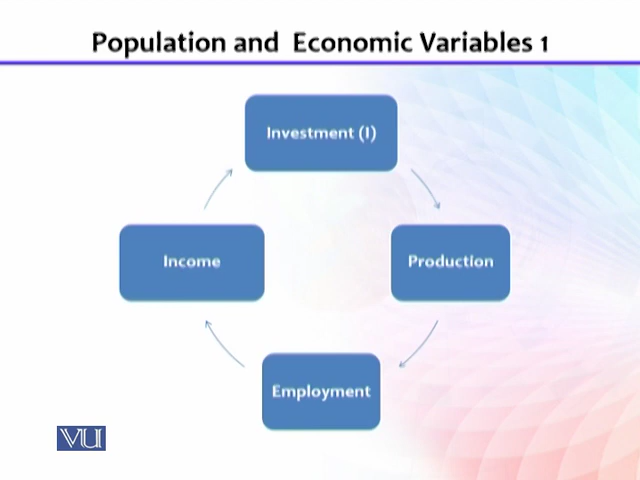 Population and Economic Variables 1
Investment (I)
Income
Production
Employment
VU